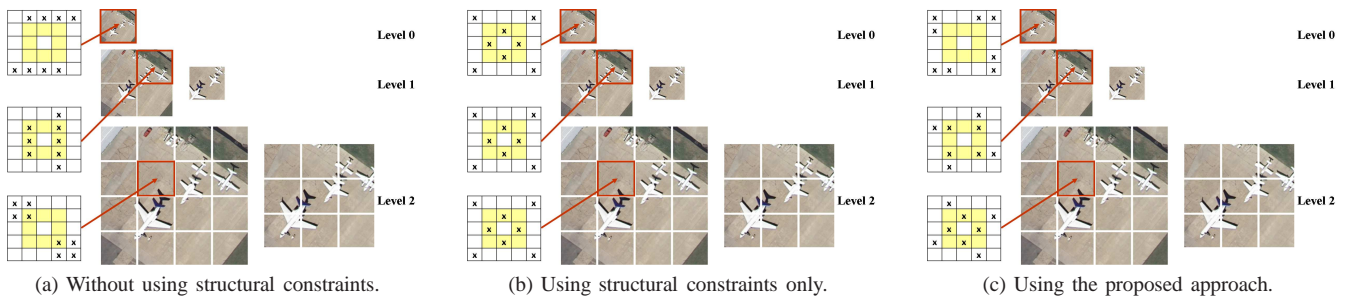 Level 0
Level 1
Level 2
(a) Without using structural constraints.
Level 0
Level 1
Level 2
(b) Using structural constraints only.
Level 0
Level 1
Level 2
(c) Using the proposed approach.